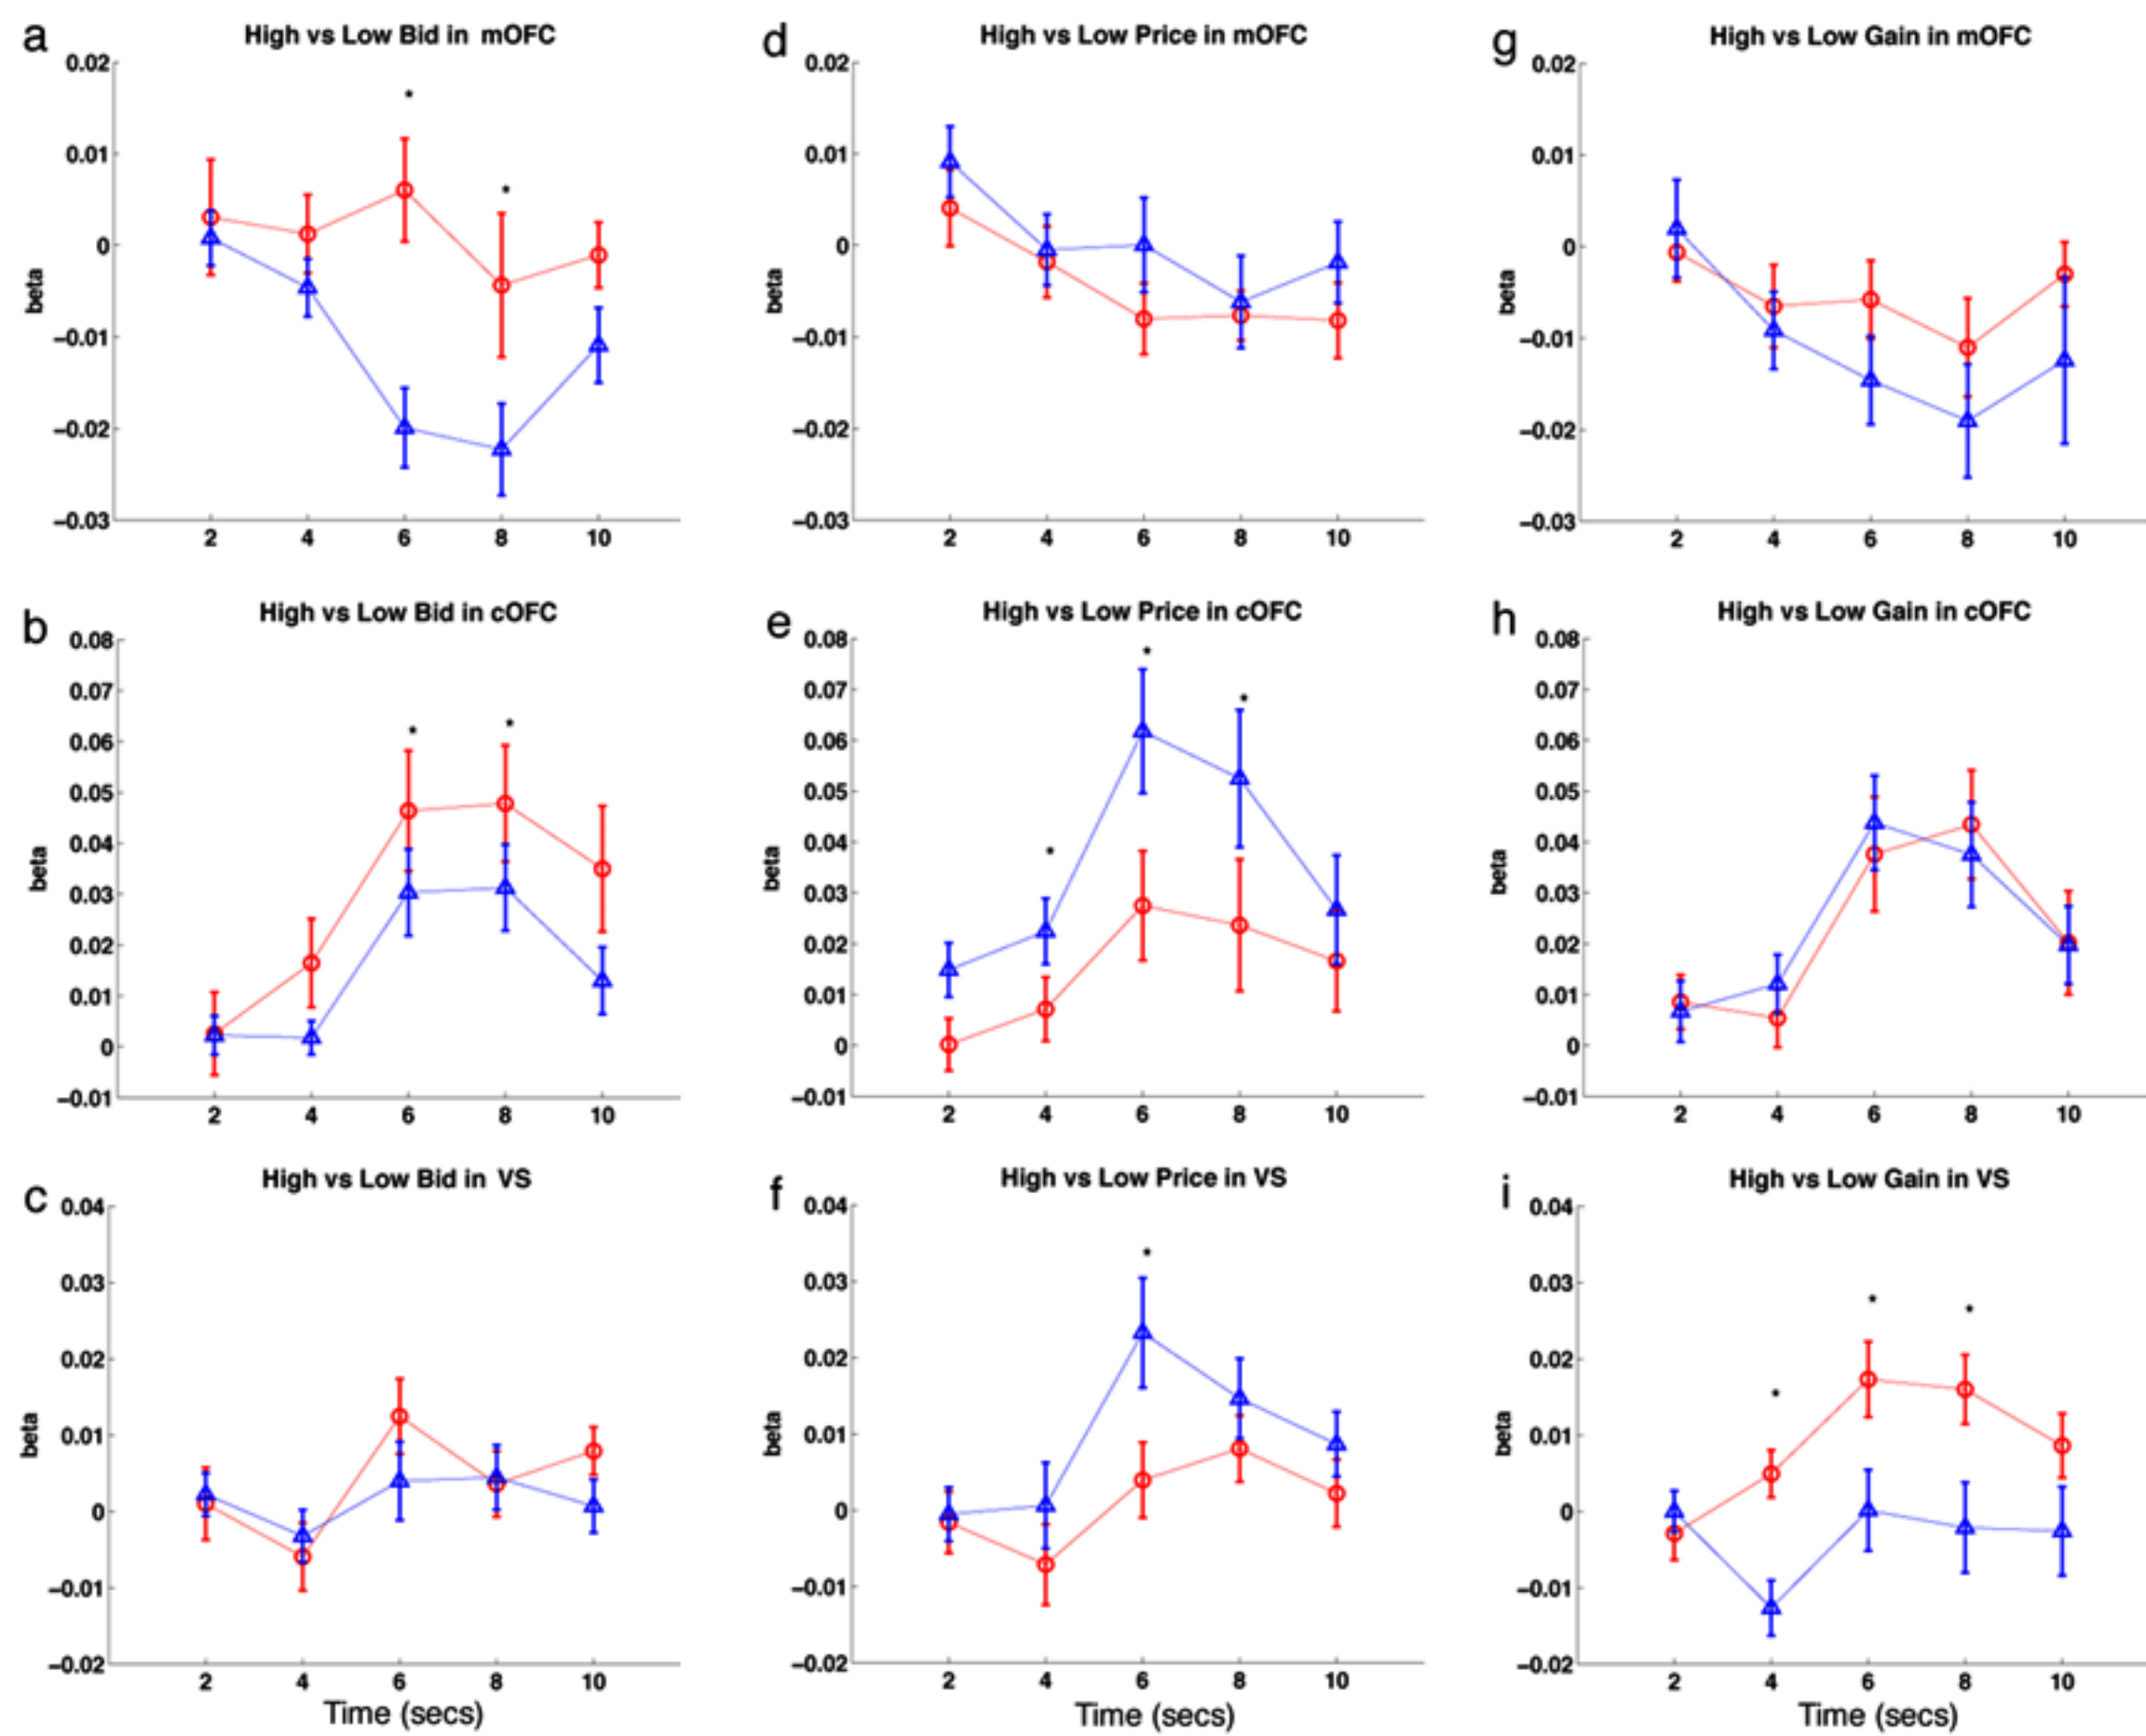 a
High vs Low Bid in mOFC
0.02
0.01
0
−0.01
−0.02
−0.03
beta
*
*
2 4 6 8 10
d
High vs Low Price in mOFC
0.02
0.01
0
−0.01
−0.02
−0.03
beta
2 4 6 8 10
g
High vs Low Gain in mOFC
0.02
0.01
0
−0.01
−0.02
−0.03
beta
2 4 6 8 10
b
High vs Low Bid in cOFC
0.08
0.07
0.06
0.05
0.04
0.03
0.02
0.01
0
−0.01
beta
*
*
2 4 6 8 10
e
High vs Low Price in cOFC
0.08
0.07
0.06
0.05
0.04
0.03
0.02
0.01
0
−0.01
beta
*
*
*
2 4 6 8 10
h
High vs Low Gain in cOFC
0.08
0.07
0.06
0.05
0.04
0.03
0.02
0.01
0
−0.01
beta
2 4 6 8 10
c
High vs Low Bid in VS
0.04
0.03
0.02
0.01
0
−0.01
−0.02
beta
2 4 6 8 10
Time (secs)
f
High vs Low Price in VS
0.04
0.03
0.02
0.01
0
−0.01
−0.02
beta
*
2 4 6 8 10
Time (secs)
i
High vs Low Gain in VS
0.04
0.03
0.02
0.01
0
−0.01
−0.02
beta
*
*
*
2 4 6 8 10
Time (secs)